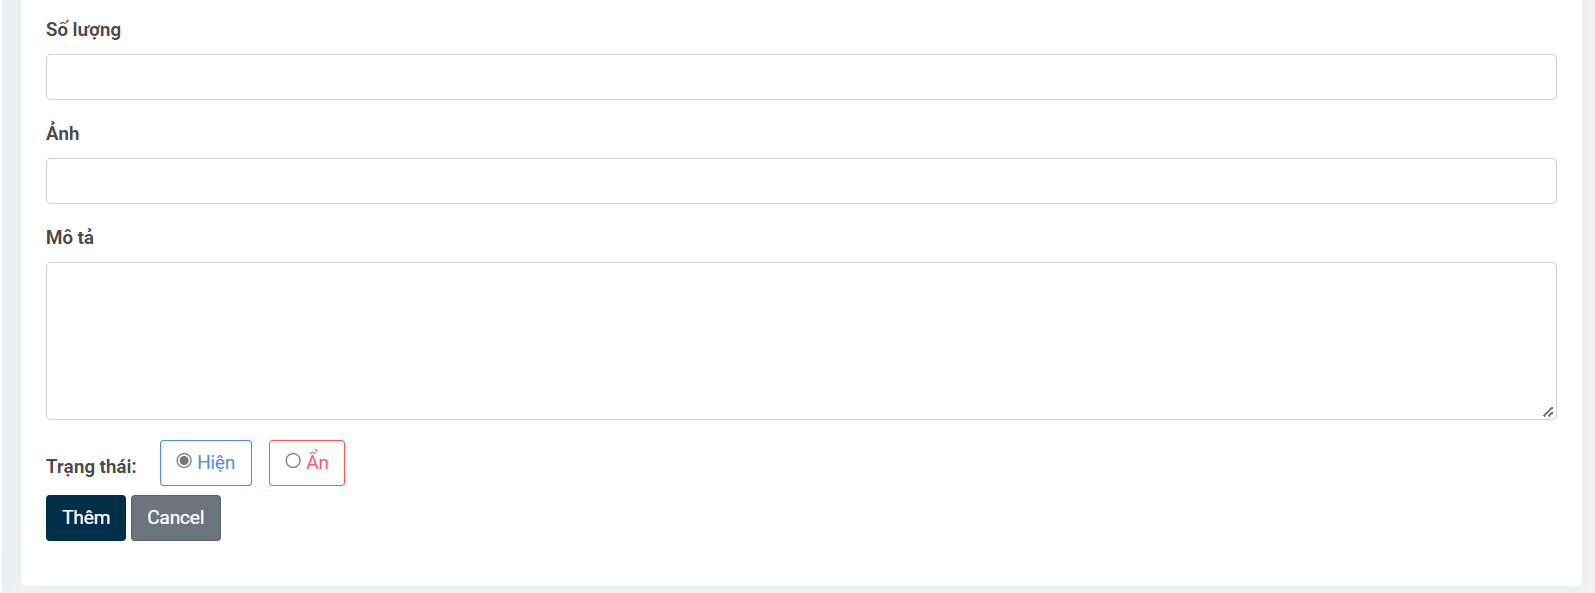 Số lượng
Ảnh
Mô tả
Trạng thái: Hiện Ẩn
Thêm Cancel